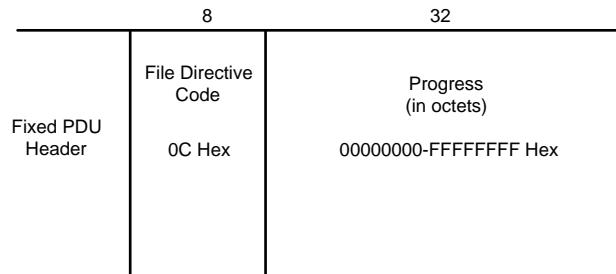 8
32
File Directive
Code
Progress
(in octets)
Fixed PDU
Header
0C Hex
00000000-FFFFFFFF Hex